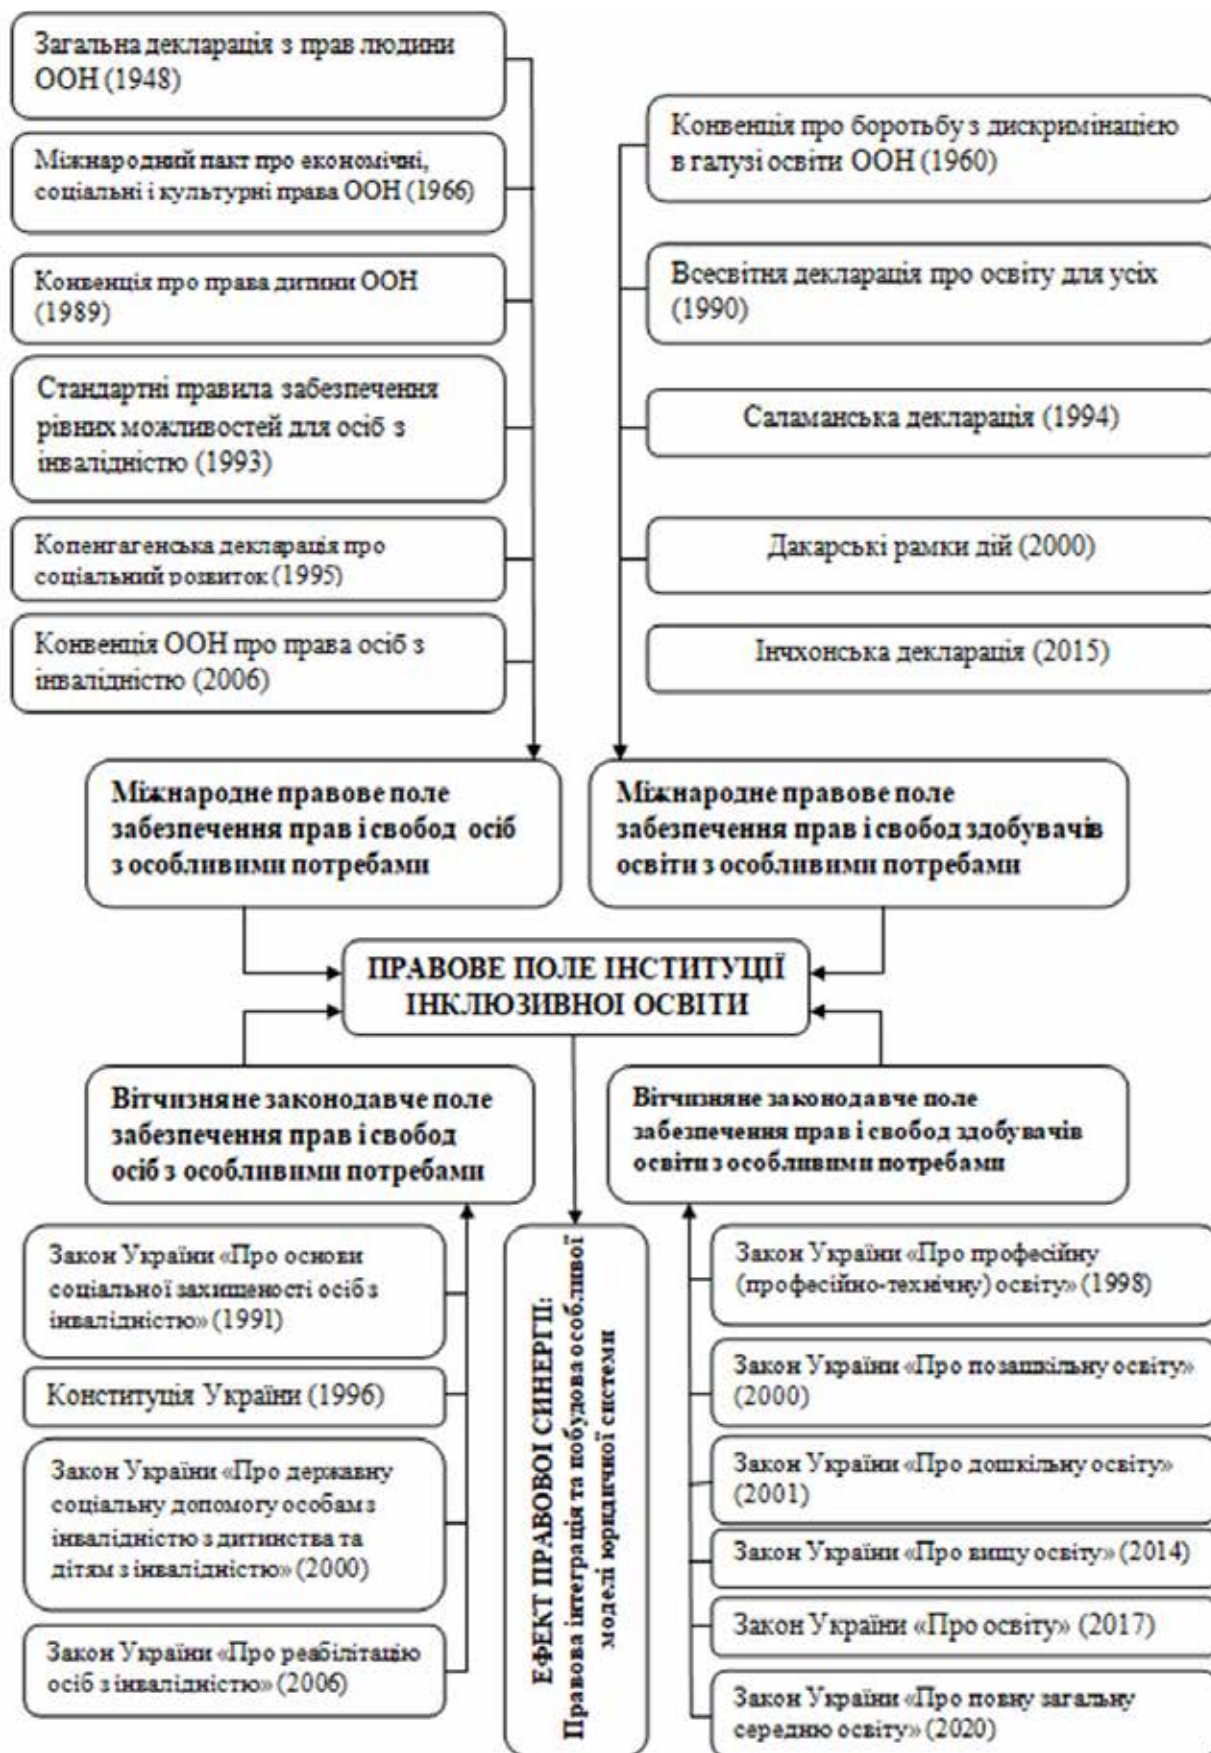 Загальна декларація з прав людини
ООН (1948)
Міжнародний пакт про економічні,
соціальні і культурні права ООН (1966)
Конвенція про права дитини ООН
(1989)
Стандартні правила забезпечення
рівних можливостей для осіб з
інвалідністю (1993)
Копенгагенська декларація про
соціальний розвиток (1995)
Конвенція ООН про права осіб з
інвалідністю (2006)
Конвенція про боротьбу з дискримінацією
в галузі освіти ООН (1960)
Всесвітня декларація про освіту для усіх
(1990)
Саламанська декларація (1994)
Дакарські рамки дій (2000)
Інчхонська декларація (2015)
Міжнародне правове поле
забезпечення прав і свобод осіб
з особливими потребами
Міжнародне правове поле
забезпечення прав і свобод здобувачів
освіти з особливими потребами
ПРАВОВЕ ПОЛЕ ІНСТИТУЦІЇ
ІНКЛЮЗИВНОЇ ОСВІТИ
Вітчизняне законодавче поле
забезпечення прав і свобод
осіб з особливими потребами
Вітчизняне законодавче поле
забезпечення прав і свобод здобувачів
освіти з особливими потребами
Закон України «Про основи
соціальної захищеності осіб з
інвалідністю» (1991)
Конституція України (1996)
Закон України «Про державну
соціальну допомогу особам з
інвалідністю з дитинства та
дітям з інвалідністю» (2000)
Закон України «Про реабілітацію
осіб з інвалідністю» (2006)
ЕФЕКТ ПРАВОВОЇ СИНЕРГІЇ:
Правова інтеграція та побудова особливої
моделі юридичної системи
Закон України «Про професійну
(професійно-технічну) освіту» (1998)
Закон України «Про позашкільну освіту»
(2000)
Закон України «Про дошкільну освіту»
(2001)
Закон України «Про вищу освіту» (2014)
Закон України «Про освіту» (2017)
Закон України «Про повну загальну
середню освіту» (2020)